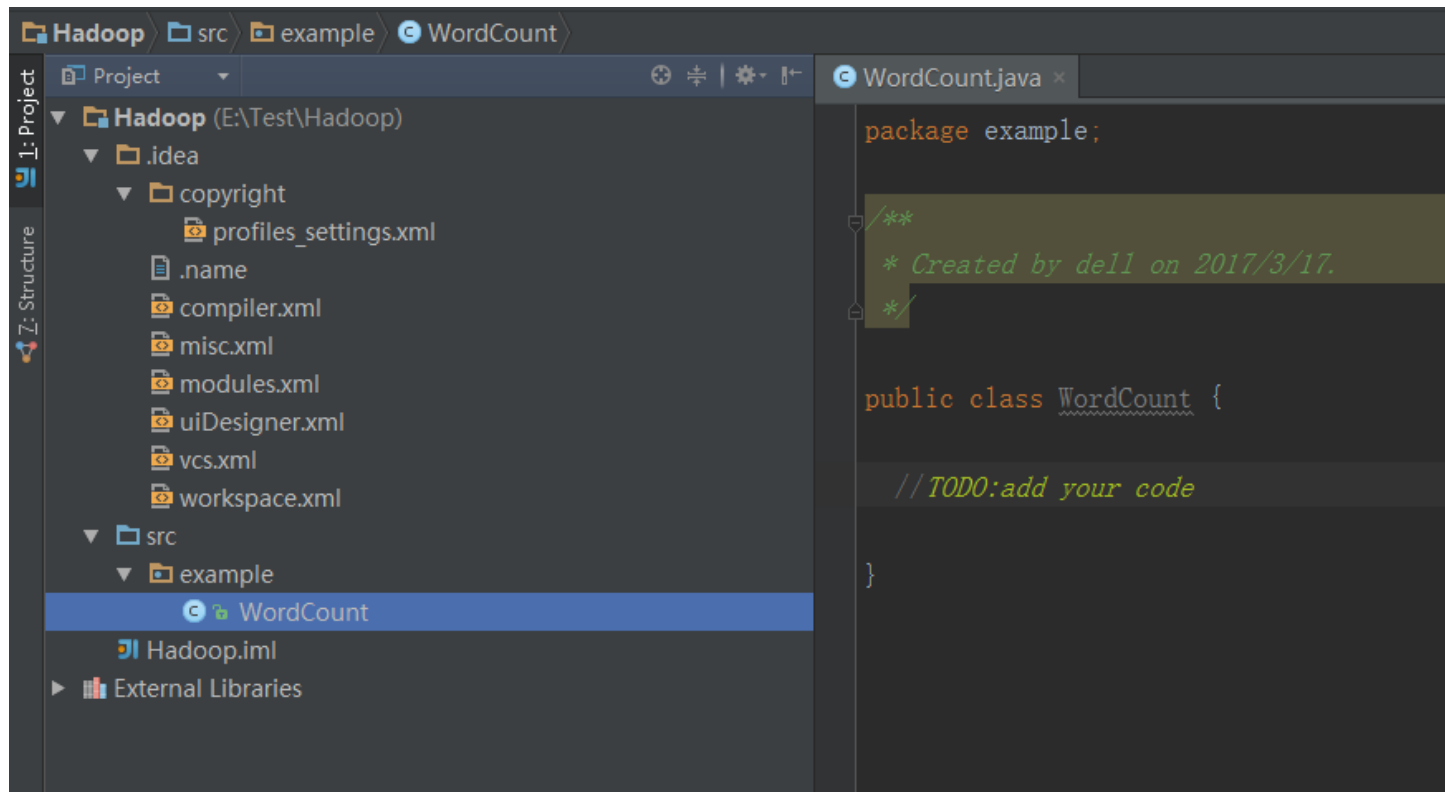 Hadoop src example WordCount
1: Project
7: Structure
Project
Hadoop (E:\Test\Hadoop)
.idea
copyright
profiles_settings.xml
.name
compiler.xml
misc.xml
modules.xml
uiDesigner.xml
vcs.xml
workspace.xml
src
example
WordCount
Hadoop.iml
External Libraries
WordCount.java
package example;
/**
* Created by dell on 2017/3/17.
*/
public class WordCount {
//TODO:add your code
}